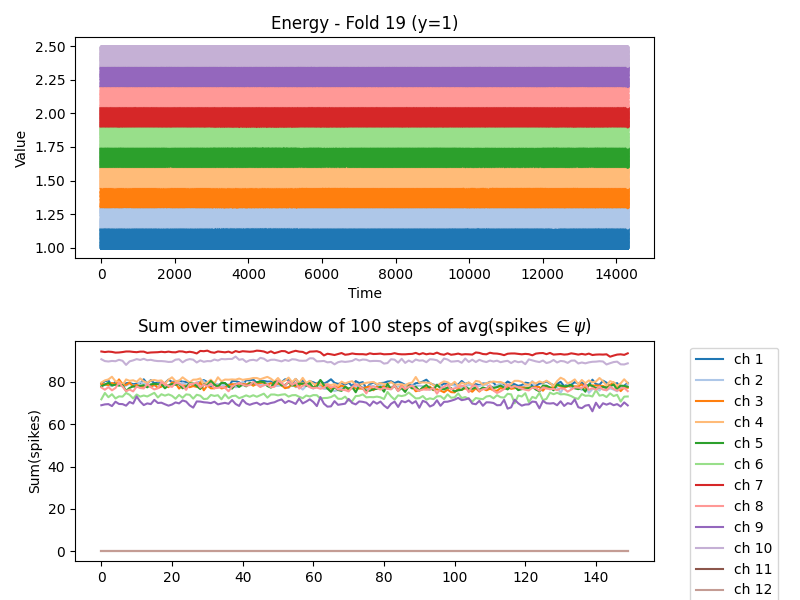 Energy - Fold 19 (y=1)
2.50
2.25
2.00
1.75
1.50
1.25
1.00
Value
0 2000 4000 6000 8000 10000 12000 14000
Time
Sum over timewindow of 100 steps of avg(spikes ∈ ψ)
80
60
40
20
0
Sum(spikes)
0 20 40 60 80 100 120 140
ch 1
ch 2
ch 3
ch 4
ch 5
ch 6
ch 7
ch 8
ch 9
ch 10
ch 11
ch 12